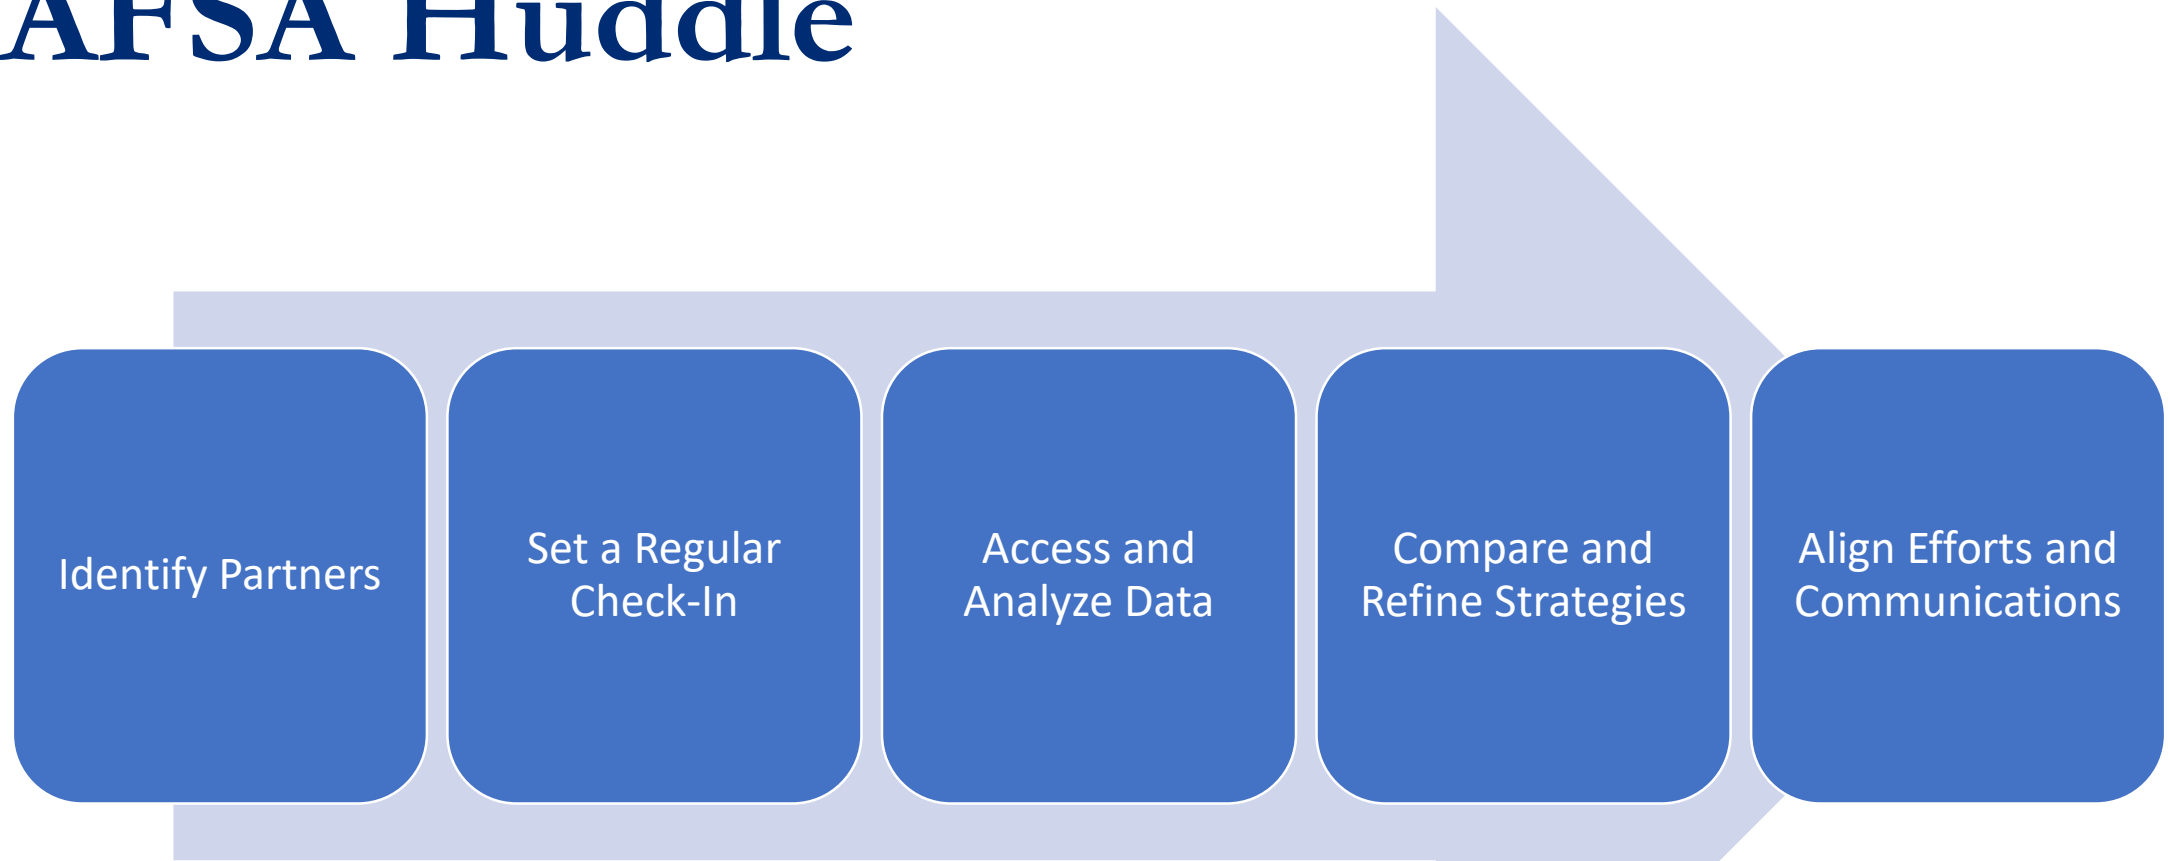 AFSA Huddle
Identify Partners
Set a Regular
Check-In
Access and
Analyze Data
Compare and
Refine Strategies
Align Efforts and
Communications